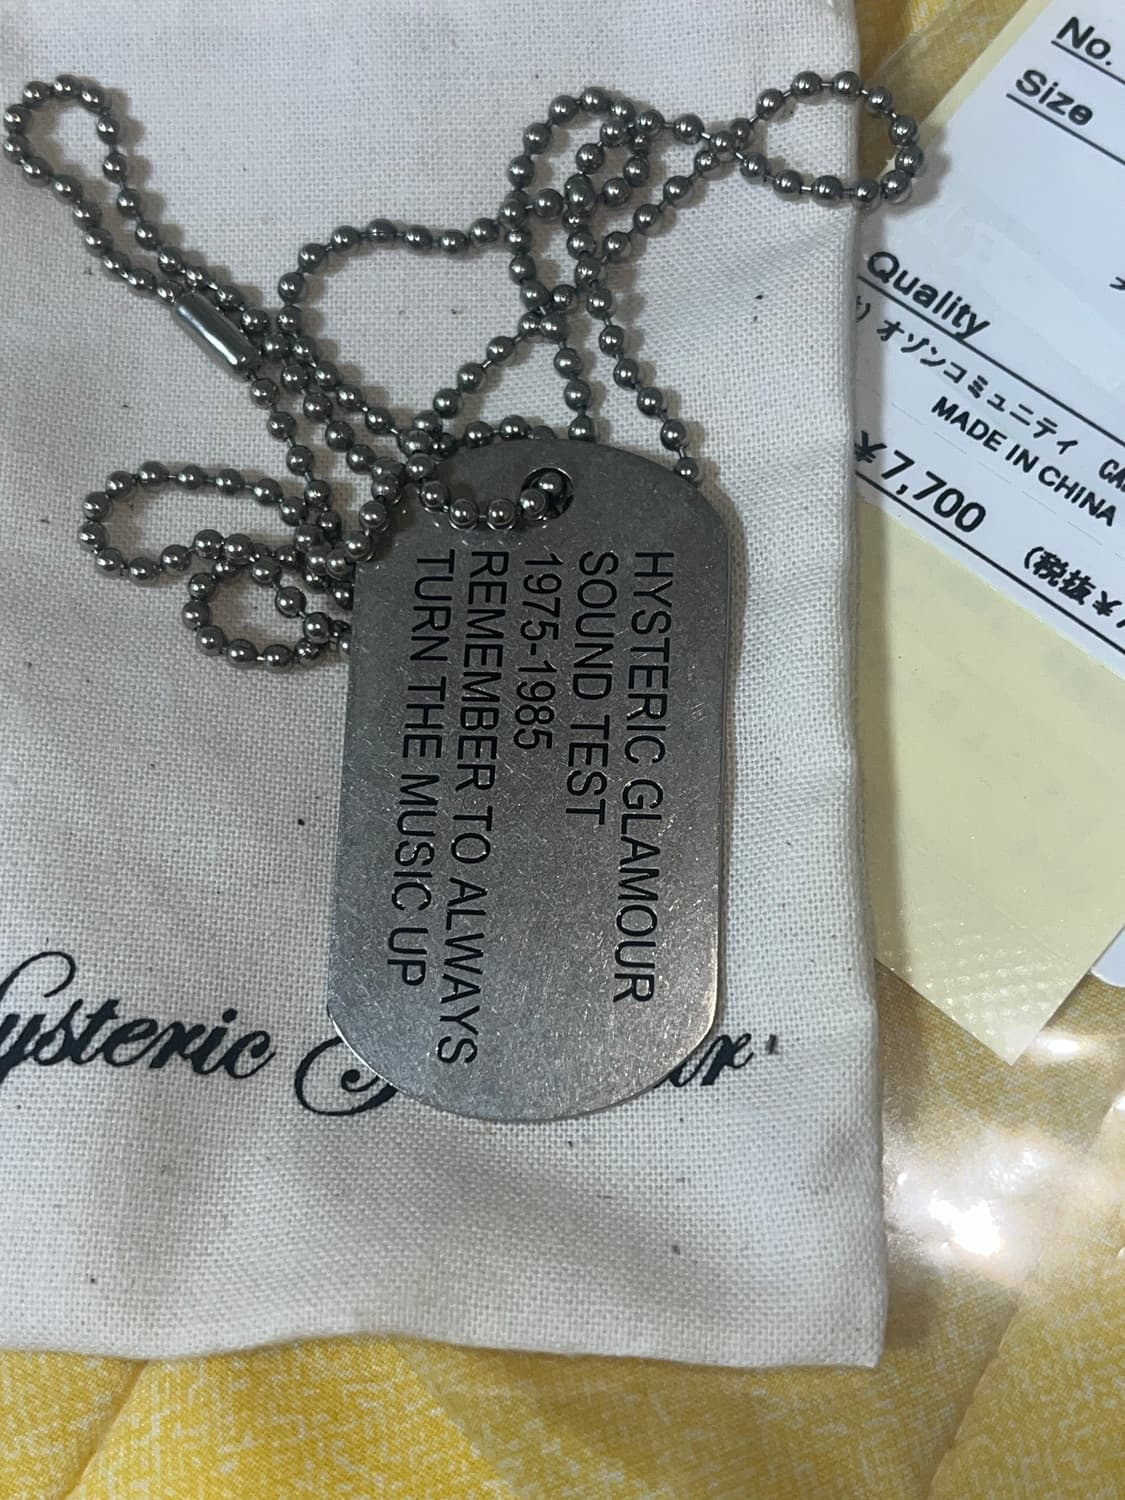 HYSTERIC GLAMOUR
SOUND TEST
1975-1985
REMEMBER TO ALWAYS
TURN THE MUSIC UP
ysteric
No.
Size
Quality
オゾンコミュニティ
MADE IN CHINA
¥7,700 (税抜¥